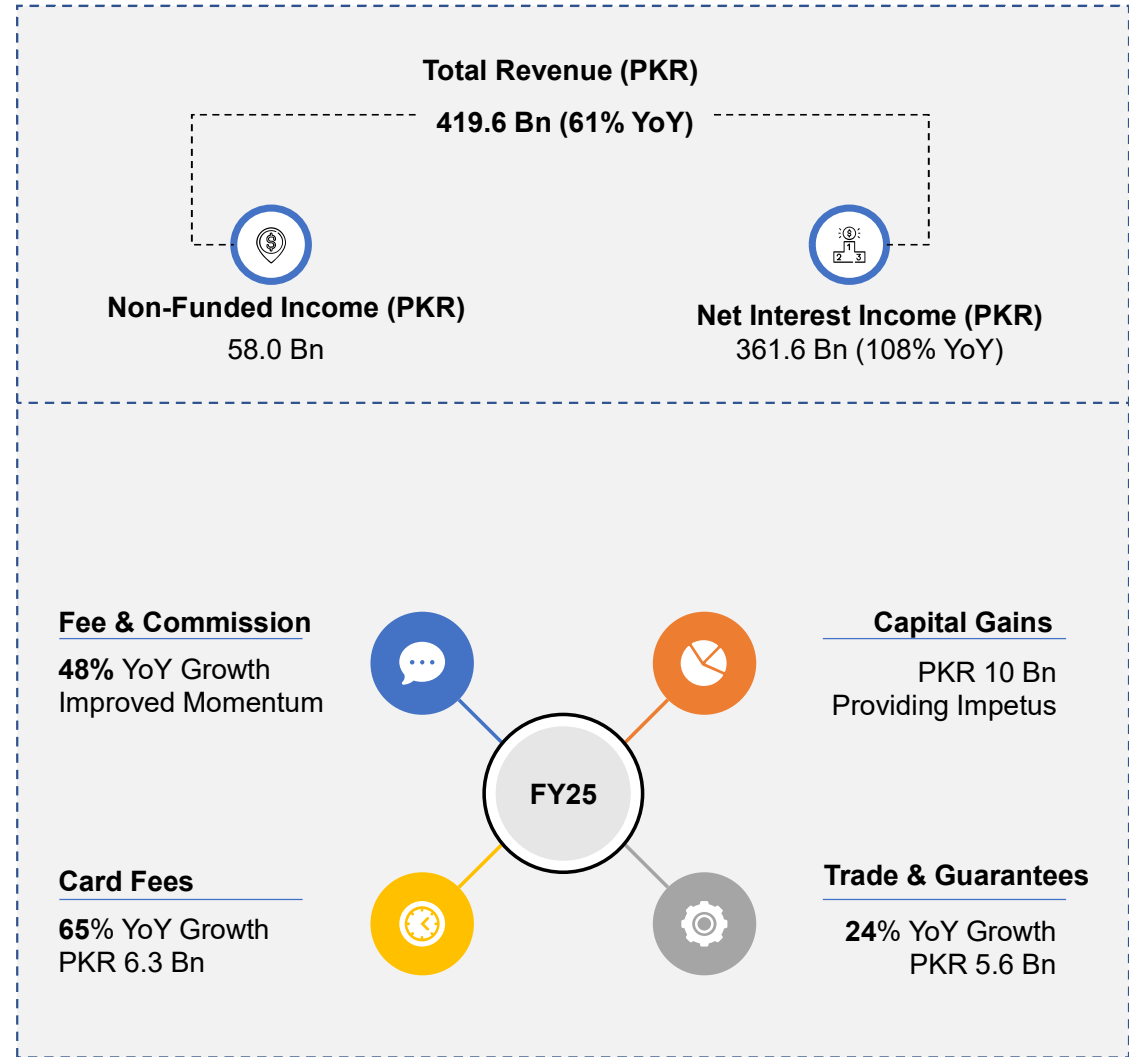 Total Revenue (PKR)
419.6 Bn (61% YoY)
Non-Funded Income (PKR)
58.0 Bn
Net Interest Income (PKR)
361.6 Bn (108% YoY)
Fee & Commission
48% YoY Growth
Improved Momentum
Capital Gains
PKR 10 Bn
Providing Impetus
FY25
Card Fees
65% YoY Growth
PKR 6.3 Bn
Trade & Guarantees
24% YoY Growth
PKR 5.6 Bn
$
$
1
2 3